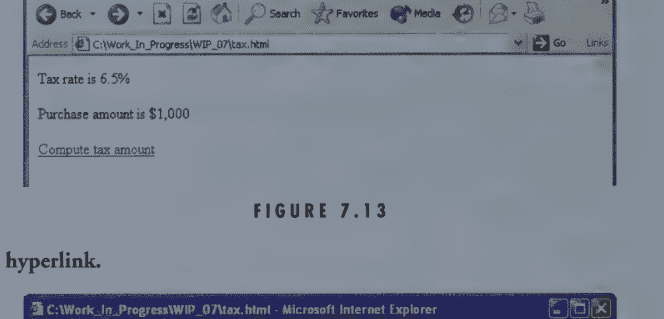 Back Search Favorites Media
Address C:\Work_In_Progress\WIP_07\tax.html Go Links
Tax rate is 6.5%
Purchase amount is $1,000
Compute tax amount
FIGURE 7.13
hyperlink.
C:\Work_In_Progress\WIP_07\tax.html - Microsoft Internet Explorer